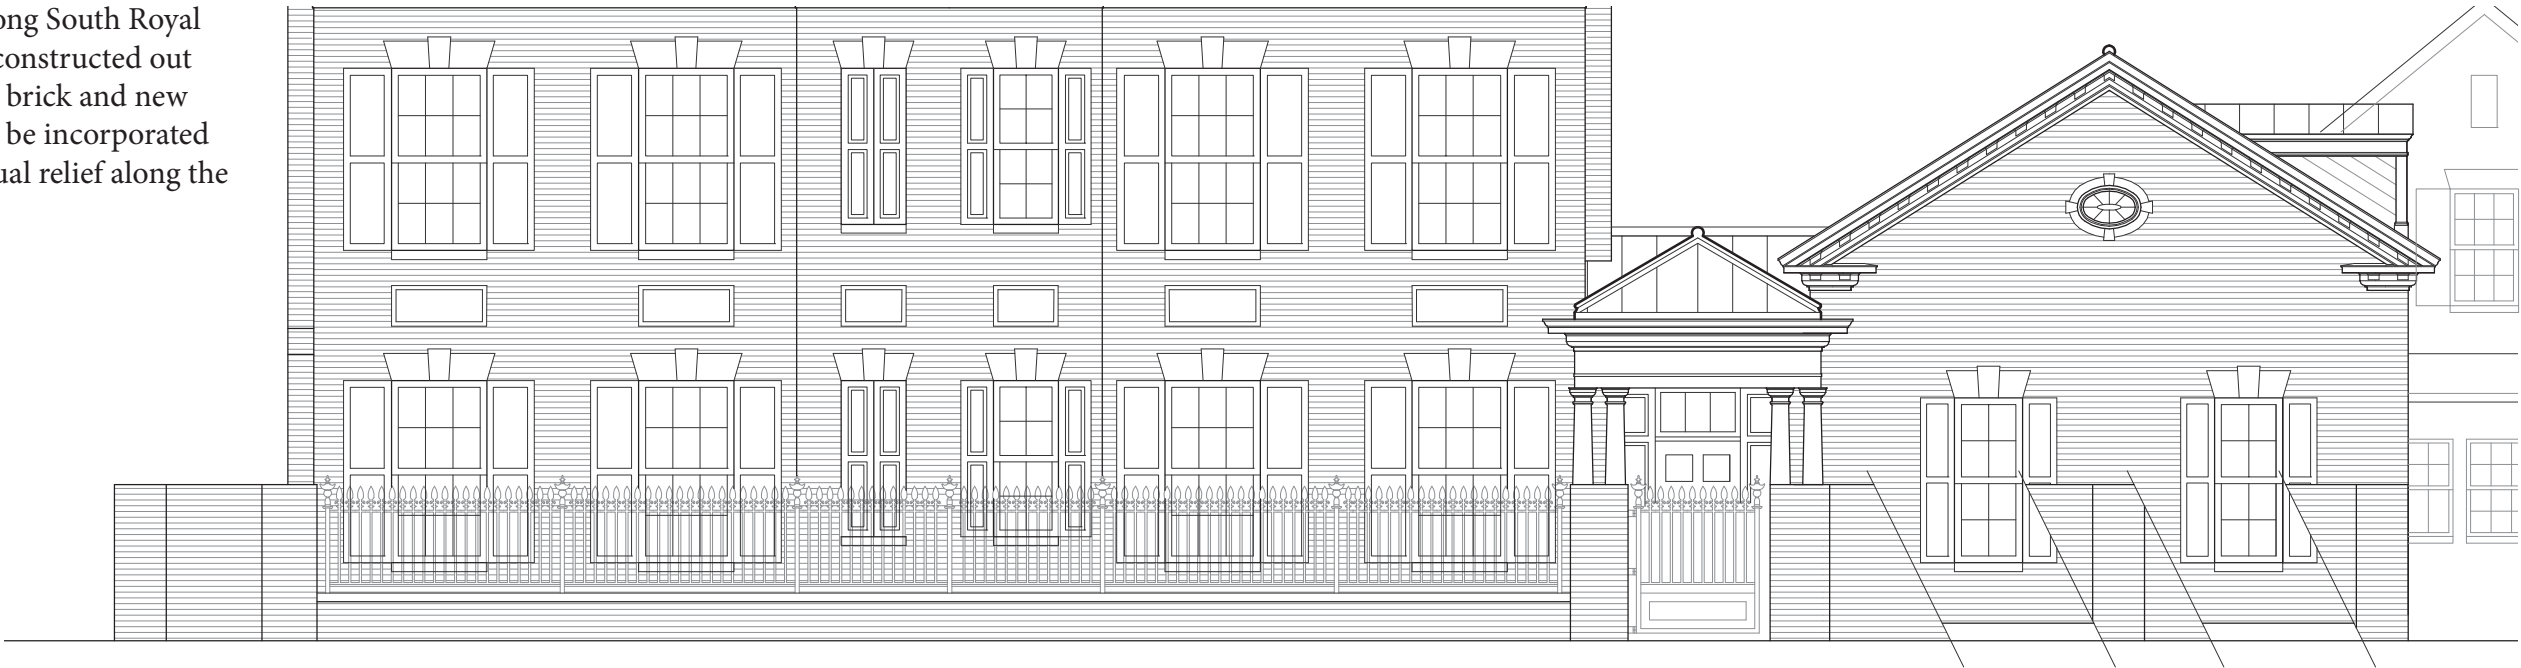 ong South Royal
constructed out
brick and new
be incorporated
ual relief along the